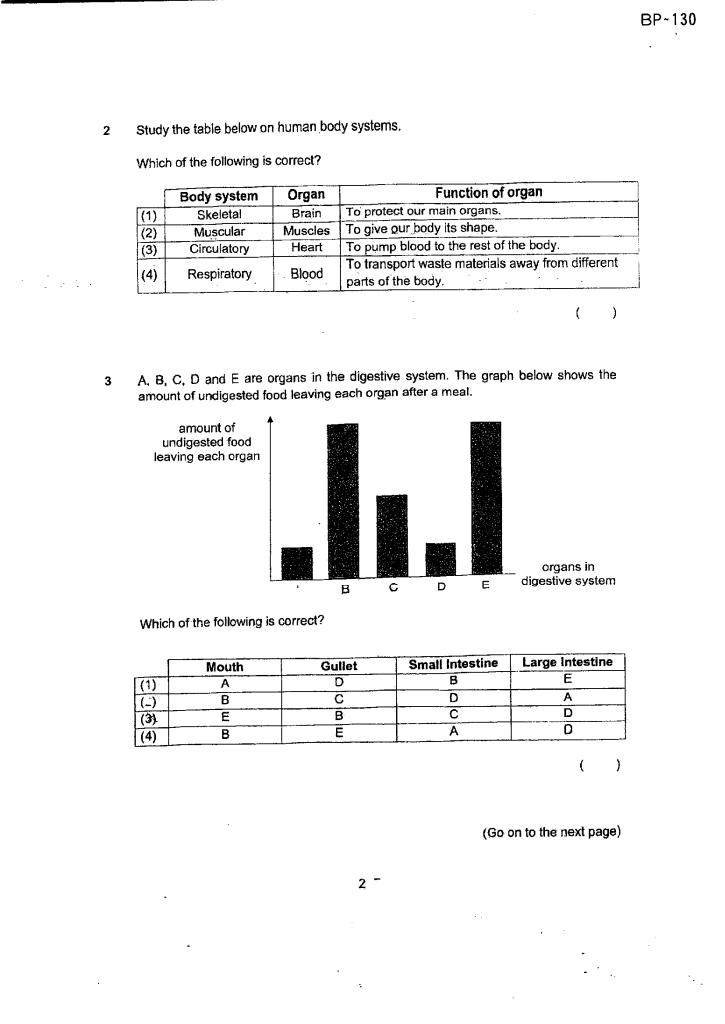 BP-130
2 Study the table below on human body systems.
Which of the following is correct?
Body system Organ Function of organ
(1) Skeletal Brain To protect our main organs.
(2) Muscular Muscles To give our body its shape.
(3) Circulatory Heart To pump blood to the rest of the body.
(4) Respiratory Blood To transport waste materials away from different
parts of the body.
( )
3 A, B, C, D and E are organs in the digestive system. The graph below shows the
amount of undigested food leaving each organ after a meal.
amount of
undigested food
leaving each organ
B C D E
organs in
digestive system
Which of the following is correct?
Mouth Gullet Small Intestine Large Intestine
(1) A D B E
B C D A
(3) E B C D
(4) B E A D
( )
(Go on to the next page)
2